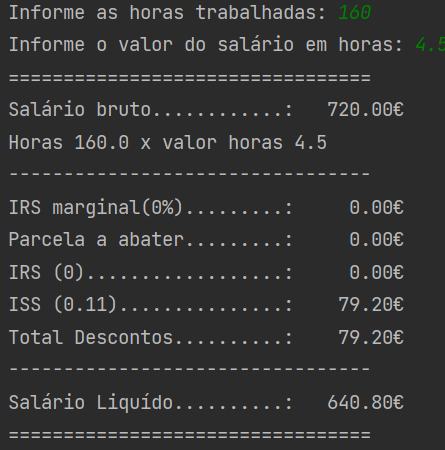 Informe as horas trabalhadas: 160
Informe o valor do salário em horas: 4.5
=================================
Salário bruto............:   720.00€
Horas 160.0 x valor horas 4.5
---------------------------------
IRS marginal(0%).........:     0.00€
Parcela a abater.........:     0.00€
IRS (0)..................:     0.00€
ISS (0.11)...............:    79.20€
Total Descontos..........:    79.20€
---------------------------------
Salário Liquído..........:   640.80€
=================================